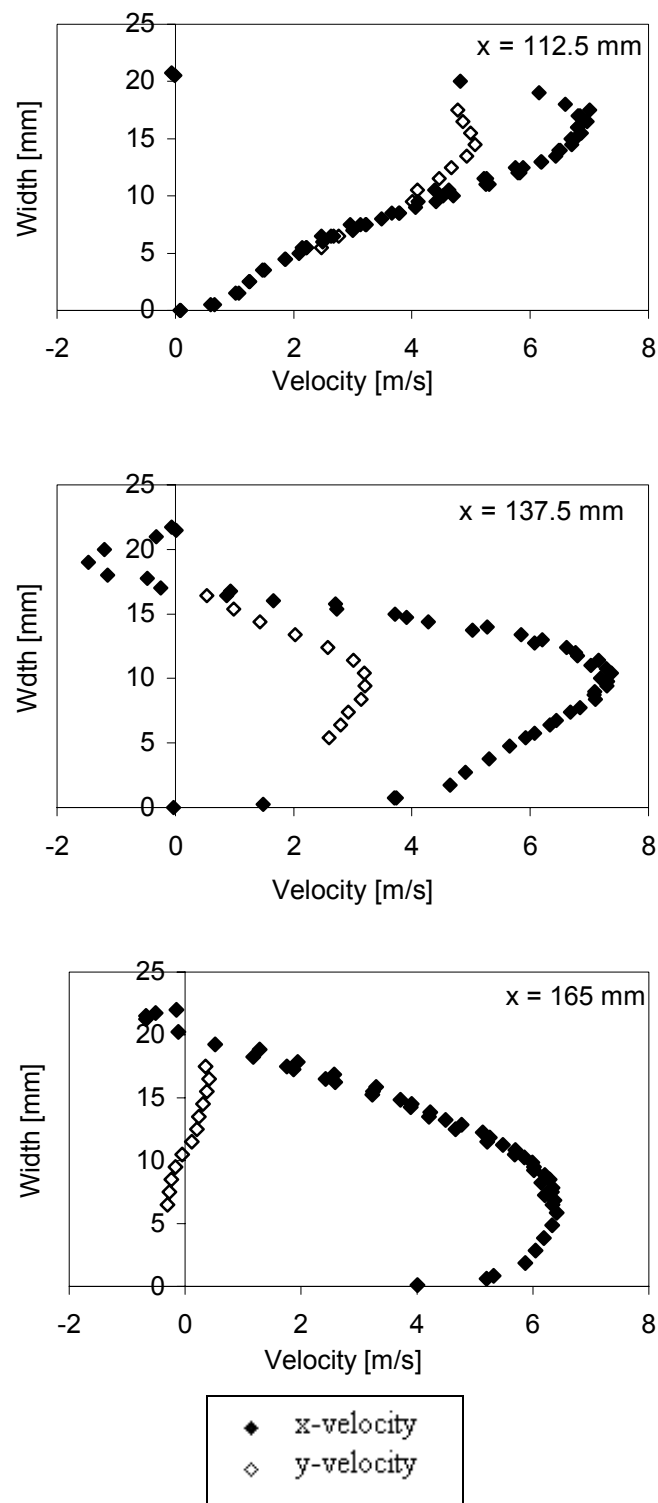 x = 112.5 mm
25
20
15
10
5
0
Width [mm]
-2 0 2 4 6 8
Velocity [m/s]
x = 137.5 mm
25
20
15
10
5
0
Wdth [mm]
-2 0 2 4 6 8
Velocity [m/s]
x = 165 mm
25
20
15
10
5
0
Width [mm]
-2 0 2 4 6 8
Velocity [m/s]
x-velocity
y-velocity